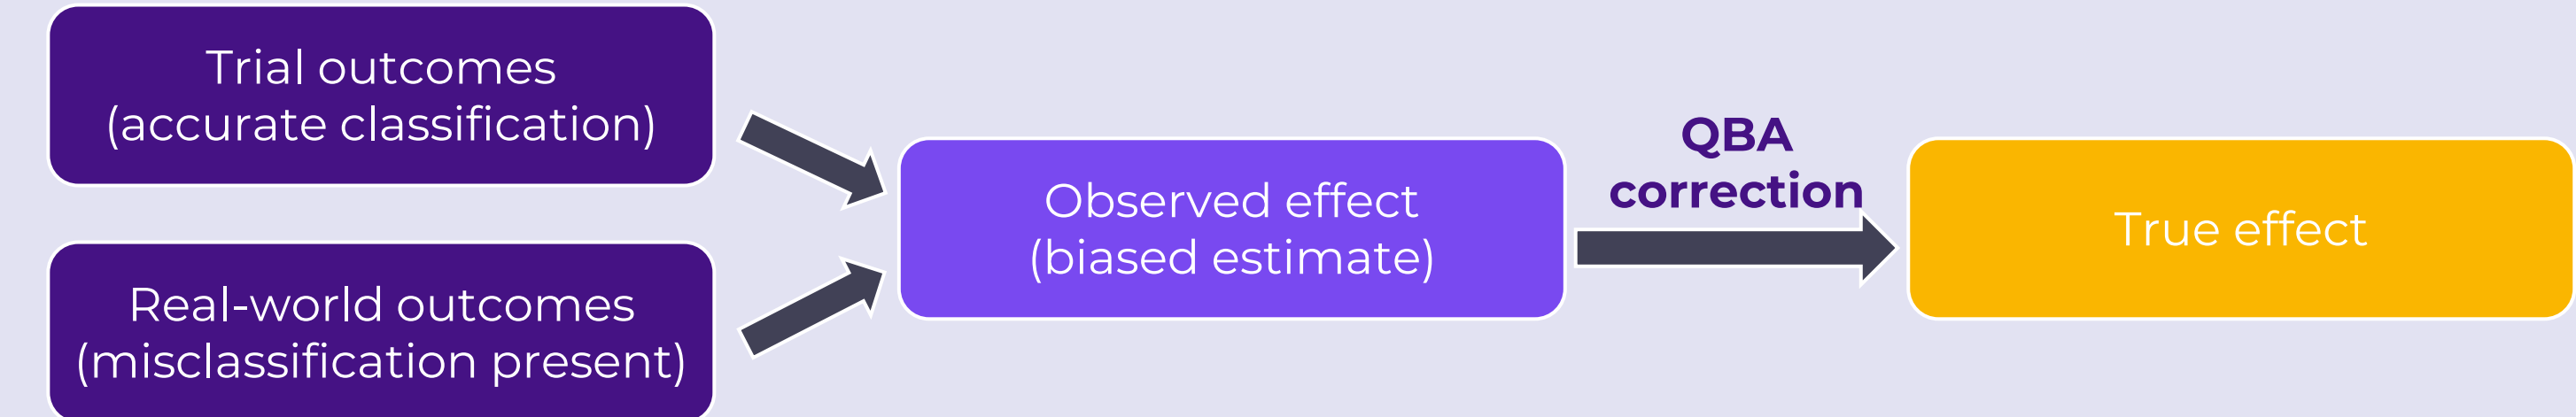 Trial outcomes
(accurate classification)
Real-world outcomes
(misclassification present)
Observed effect
(biased estimate)
QBA
correction
True effect